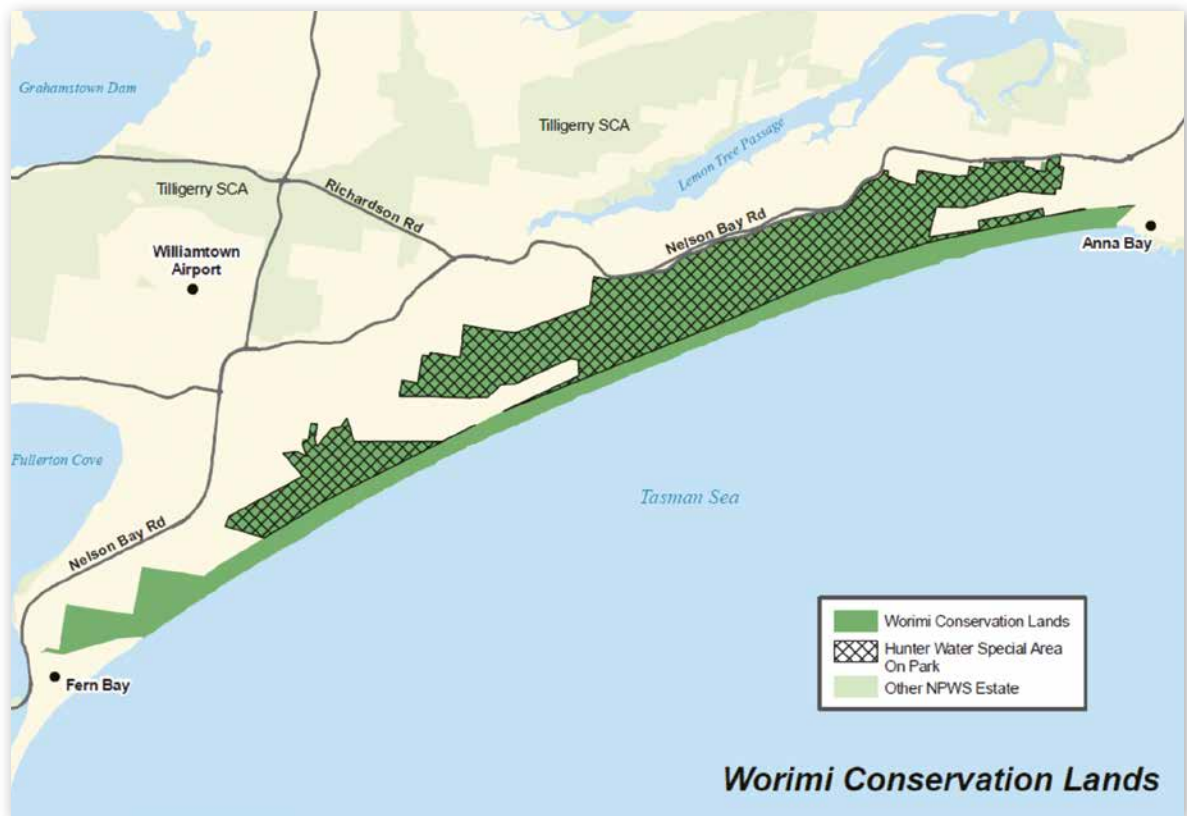 Grahamstown Dam
Tilligerry SCA
Lemon Tree Passage
Tilligerry SCA
Richardson Rd
Nelson Bay Rd
Williamtown
Airport
Anna Bay
Fullerton Cove
Tasman Sea
Nelson Bay Rd
Fern Bay
Worimi Conservation Lands
Hunter Water Special Area
On Park
Other NPWS Estate
Worimi Conservation Lands